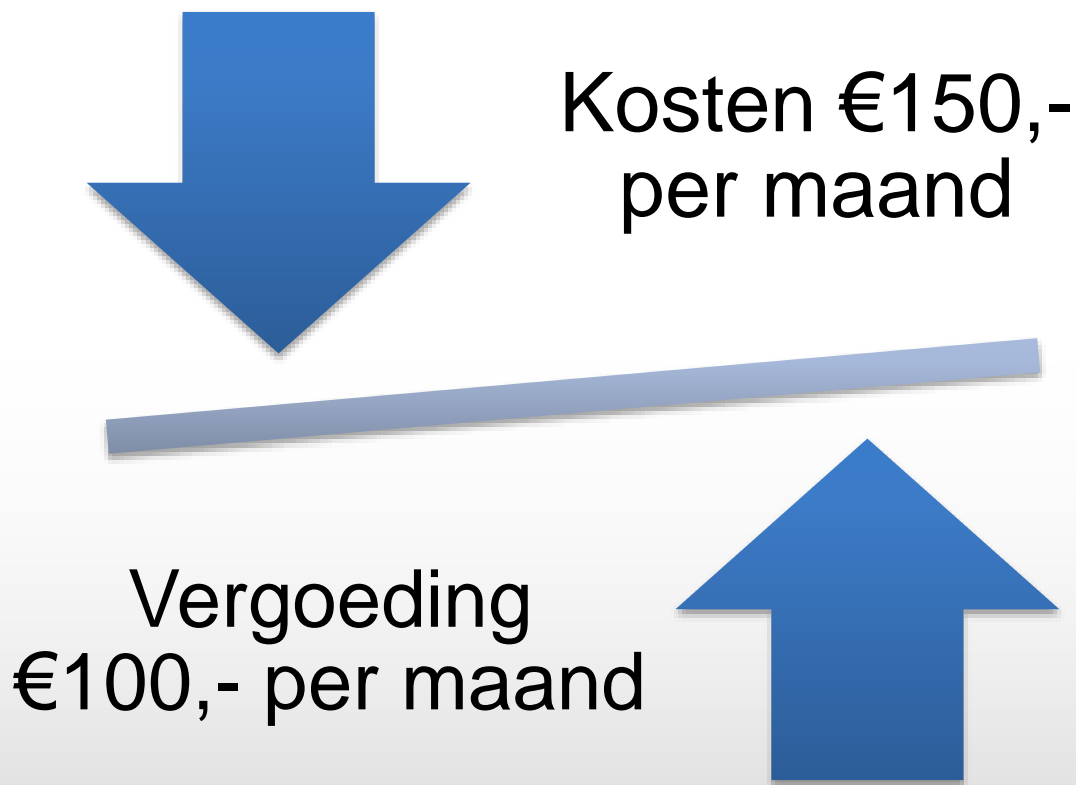 Kosten €150,-
per maand
Vergoeding
€100,- per maand